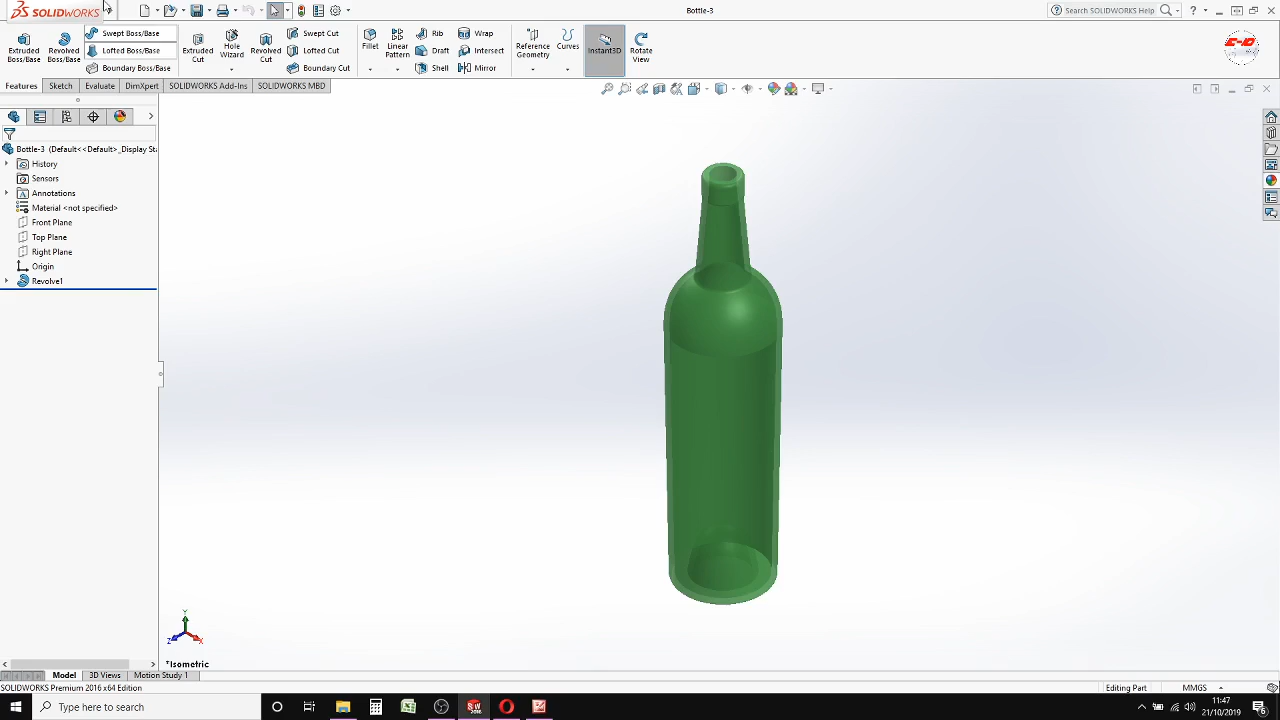 SOLIDWORKS
Bottle-3
Search SOLIDWORKS Help
Extruded Boss/Base
Revolved Boss/Base
Swept Boss/Base
Lofted Boss/Base
Boundary Boss/Base
Extruded Cut
Hole Wizard
Revolved Cut
Swept Cut
Lofted Cut
Boundary Cut
Fillet
Linear Pattern
Rib
Draft
Shell
Wrap
Intersect
Mirror
Reference Geometry
Curves
Instant3D
Rotate View
Features
Sketch
Evaluate
DimXpert
SOLIDWORKS Add-Ins
SOLIDWORKS MBD
Bottle-3 (Default<<Default>_Display Sta
History
Sensors
Annotations
Material <not specified>
Front Plane
Top Plane
Right Plane
Origin
Revolve1
Y
Z
X
*Isometric
Model
3D Views
Motion Study 1
SOLIDWORKS Premium 2016 x64 Edition
Editing Part
MMGS
Type here to search
11:47
21/10/2019